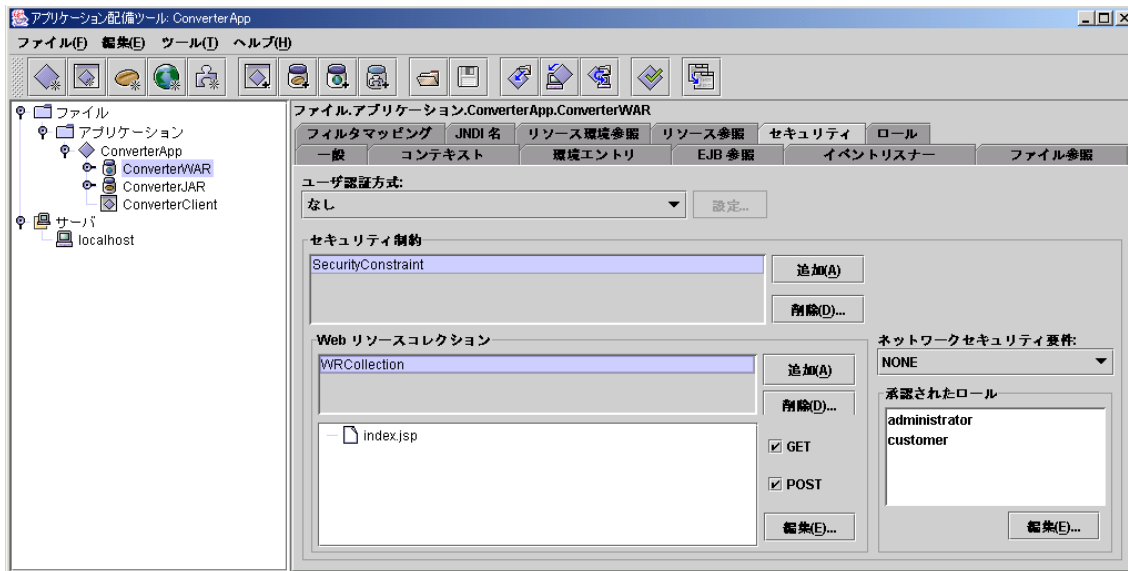 アプリケーション配備ツール: ConverterApp
ファイル(F) 編集(E) ツール(T) ヘルプ(H)
ファイル
アプリケーション
ConverterApp
ConverterWAR
ConverterJAR
ConverterClient
サーバ
localhost
ファイル.アプリケーション.ConverterApp.ConverterWAR
フィルタマッピング JNDI 名 リソース環境参照 リソース参照 セキュリティ ロール
一般 コンテキスト 環境エントリ EJB 参照 イベントリスナー ファイル参照
ユーザ認証方式:
なし 設定...
セキュリティ制約
SecurityConstraint
追加(A)
削除(D)...
Web リソースコレクション
WRCollection
追加(A)
削除(D)...
index.jsp
GET
POST
編集(E)...
ネットワークセキュリティ要件:
NONE
承認されたロール
administrator
customer
編集(E)...